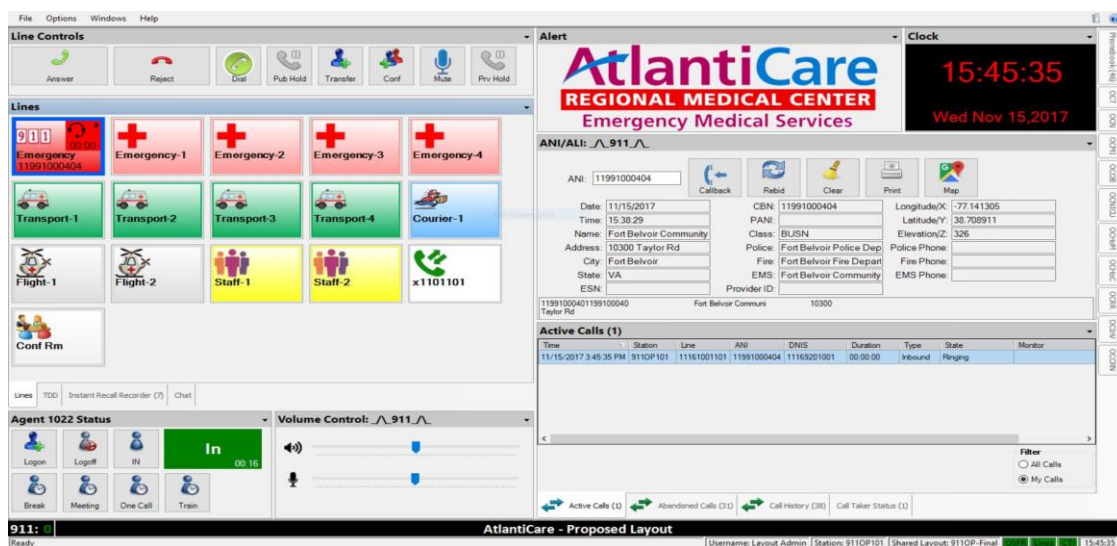 File Options Windows Help
Line Controls
Answer Reject Dial Pub Hold Transfer Conf Mute Prv Hold
Lines
911 00:00
Emergency
11991000404
Emergency-1 Emergency-2 Emergency-3 Emergency-4
Transport-1 Transport-2 Transport-3 Transport-4 Courier-1
Flight-1 Flight-2 Staff-1 Staff-2 x1101101
Conf Rm
Lines TDD Instant Recall Recorder (7) Chat
Agent 1022 Status
Logon Logoff IN In 00:16
Break Meeting One Call Train
Volume Control: _/\_911_/\_
Alert
AtlantiCare
REGIONAL MEDICAL CENTER
Emergency Medical Services
Clock
15:45:35
Wed Nov 15,2017
ANI/ALI: _/\_911_/\_
ANI: 11991000404 Callback Rebid Clear Print Map
Date: 11/15/2017 CBN: 11991000404 Longitude/X: -77.141305
Time: 15:38:29 PANI: Latitude/Y: 38.708911
Name: Fort Belvoir Community Class: BUSN Elevation/Z: 326
Address: 10300 Taylor Rd Police: Fort Belvoir Police Dep Police Phone:
City: Fort Belvoir Fire: Fort Belvoir Fire Depart Fire Phone:
State: VA EMS: Fort Belvoir Community EMS Phone:
ESN: Provider ID:
11991000401199100040 Fort Belvoir Communi 10300
Taylor Rd
Active Calls (1)
Time Station Line ANI DNIS Duration Type State Monitor
11/15/2017 3:45:35 PM 911OP101 11161001101 11991000404 11169201001 00:00:00 Inbound Ringing
Filter
All Calls
My Calls
Active Calls (1) Abandoned Calls (31) Call History (38) Call Taker Status (1)
Phonebook (46)
911: 0 AtlantiCare - Proposed Layout
Ready Username: Layout Admin Station: 911OP101 Shared Layout: 911OP-Final OSFR Lines CTI 15:45:35